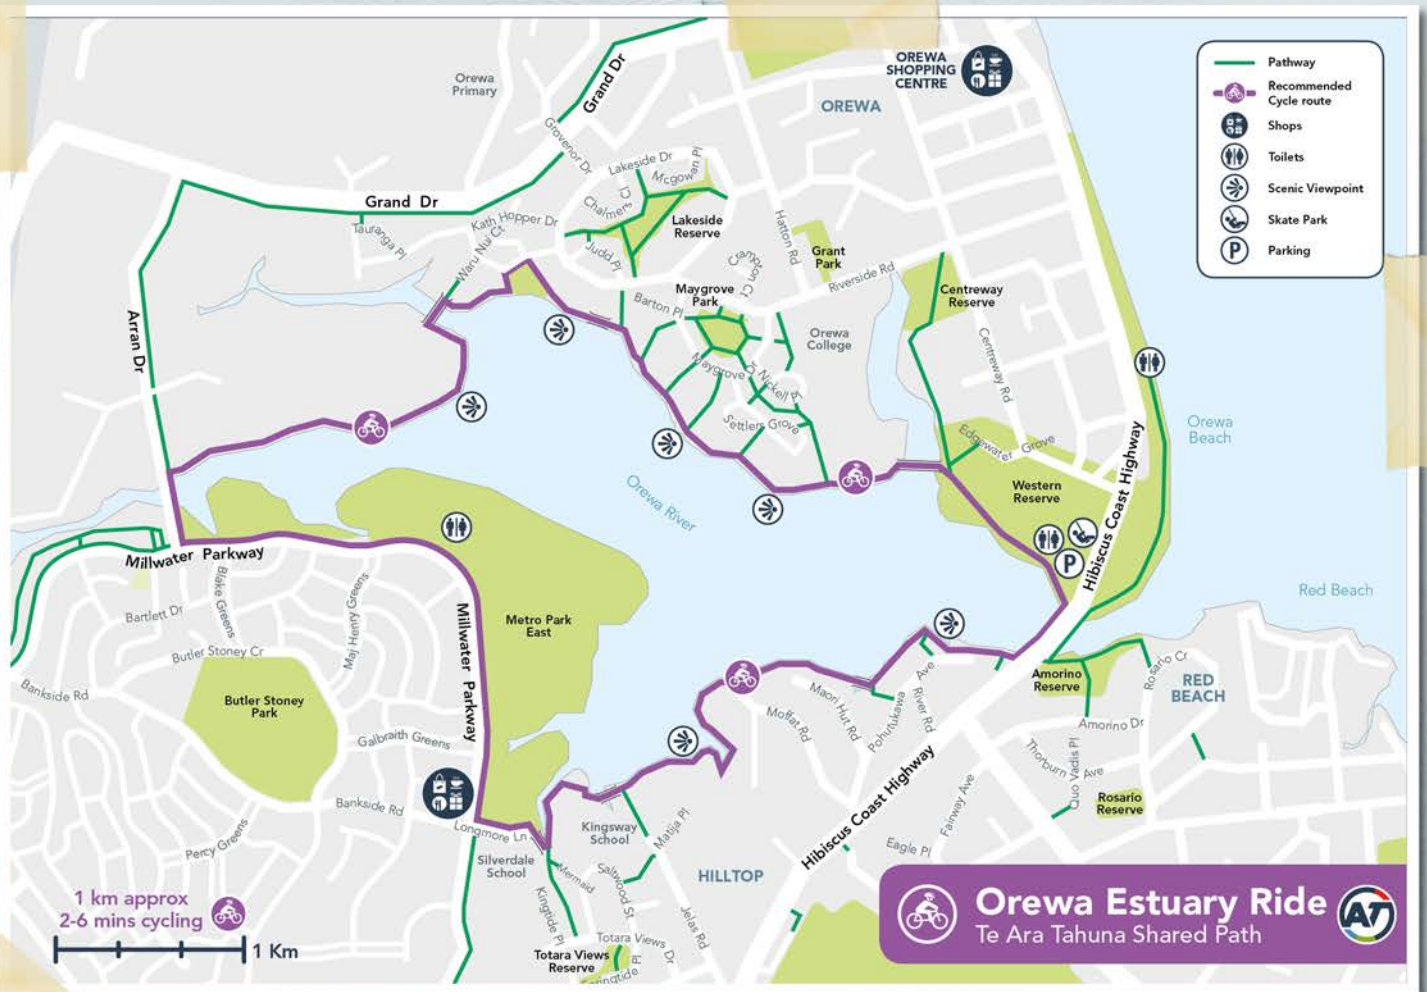 OREWA
SHOPPING
CENTRE
Orewa
Primary
Grand Dr
OREWA
Pathway
Recommended
Cycle route
Shops
Toilets
Scenic Viewpoint
Skate Park
P Parking
Grovenor Dr
Lakeside Dr
Mcgowan Pl
Chalmers Cl
Grand Dr
Tauranga Pl
Kath Hopper Dr
Waru Nui Ct
Judd Pl
Lakeside
Reserve
Hatton Rd
Grant
Park
Crampton Ct
Riverside Rd
Maygrove
Park
Barton Pl
Centreway
Reserve
Orewa
College
Centreway Rd
Arran Dr
Maygrove Dr
Nickell Pl
Settlers Grove
Edgewater Grove
Orewa
Beach
Hibiscus Coast Highway
Western
Reserve
P
Orewa River
Millwater Parkway
Bartlett Dr
Blake Greens
Maj Henry Greens
Butler Stoney Cr
Bankside Rd
Butler Stoney
Park
Millwater Parkway
Metro Park
East
Red Beach
Galbraith Greens
Bankside Rd
Percy Greens
Longmore Ln
Silverdale
School
Kingsway
School
Matija Pl
Mermaid
Saltwood St
Kingtide Pl
Jelas Rd
Totara Views Dr
Totara Views
Reserve
Springtide Pl
HILLTOP
Moffat Rd
Maori Hut Rd
Pohutukawa Ave
River Rd
Hibiscus Coast Highway
Amorino
Reserve
Rosario Cr
RED
BEACH
Amorino Dr
Thorburn Ave
Quo Vadis Pl
Rosario
Reserve
Fairway Ave
Eagle Pl
1 km approx
2-6 mins cycling
1 Km
Orewa Estuary Ride
Te Ara Tahuna Shared Path
AT